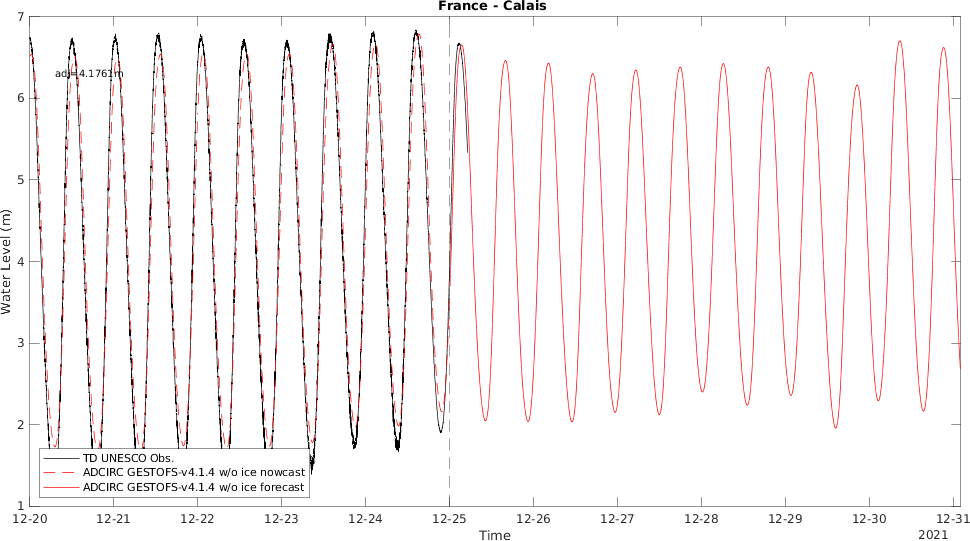 France - Calais
7
6
5
4
3
2
1
Water Level (m)
adj=4.1761m
TD UNESCO Obs.
ADCIRC GESTOFS-v4.1.4 w/o ice nowcast
ADCIRC GESTOFS-v4.1.4 w/o ice forecast
12-20 12-21 12-22 12-23 12-24 12-25 12-26 12-27 12-28 12-29 12-30 12-31
Time
2021